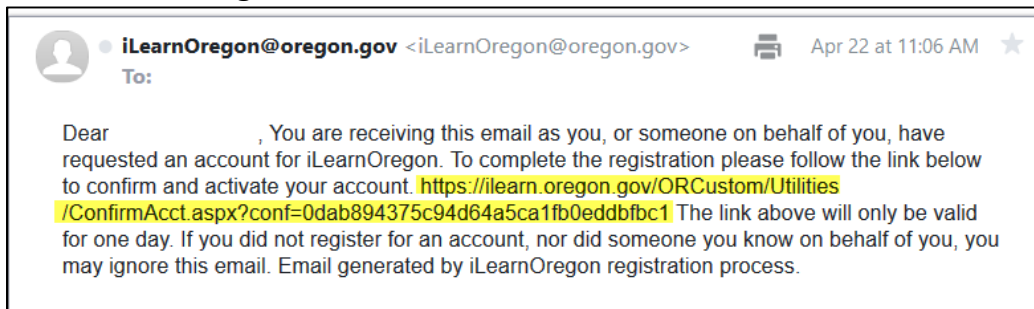 iLearnOregon@oregon.gov <iLearnOregon@oregon.gov> Apr 22 at 11:06 AM
To:
Dear , You are receiving this email as you, or someone on behalf of you, have
requested an account for iLearnOregon. To complete the registration please follow the link below
to confirm and activate your account. https://ilearn.oregon.gov/ORCustom/Utilities
/ConfirmAcct.aspx?conf=0dab894375c94d64a5ca1fb0eddbfbc1 The link above will only be valid
for one day. If you did not register for an account, nor did someone you know on behalf of you, you
may ignore this email. Email generated by iLearnOregon registration process.